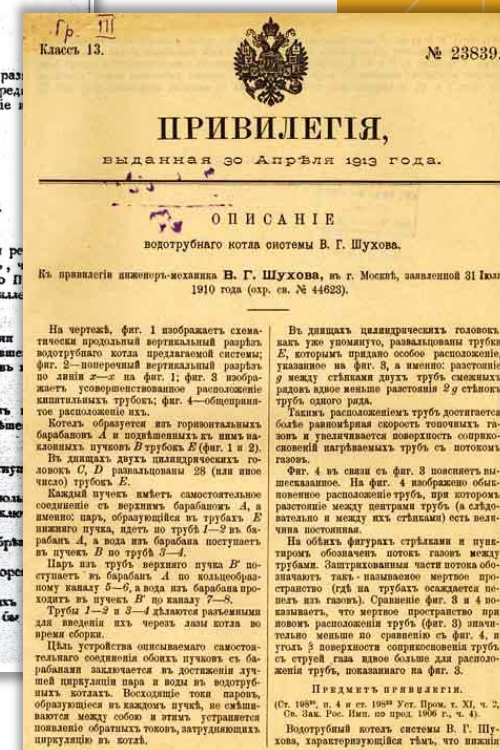 Гр. III
Классъ 13.
№ 23839.
ПРИВИЛЕГІЯ,
выданная 30 Апрѣля 1913 года.
ОПИСАНІЕ
водотрубнаго котла системы В. Г. Шухова.
Къ привилегіи инженеръ-механика В. Г. Шухова, въ г. Москвѣ, заявленной 31 Іюля
1910 года (охр. св. № 44623).
На чертежѣ, фиг. 1 изображаетъ схема-
тически продольный вертикальный разрѣзъ
водотрубнаго котла предлагаемой системы;
фиг. 2—поперечный вертикальный разрѣзъ
по линіи x—x на фиг. 1; фиг. 3 изобра-
жаетъ усовершенствованное расположеніе
кипятильныхъ трубокъ; фиг. 4—общеприня-
тое расположеніе ихъ.
Котелъ образуется изъ горизонтальныхъ
барабановъ A и подвѣшенныхъ къ нимъ на-
клонныхъ пучковъ B трубокъ E (фиг. 1 и 2).
Въ днищахъ двухъ цилиндрическихъ го-
ловокъ C, D развальцованы 28 (или иное
число) трубокъ E.
Каждый пучекъ имѣетъ самостоятельное
соединеніе съ верхнимъ барабаномъ A, а
именно: паръ, образующійся въ трубахъ E
нижняго пучка, идетъ по трубѣ 1—2 въ ба-
рабанъ A, а вода изъ барабана поступаетъ
въ пучекъ B по трубѣ 3—4.
Паръ изъ трубъ верхняго пучка B' по-
ступаетъ въ барабанъ A по кольцеобраз-
ному каналу 5—6, а вода изъ барабана про-
ходитъ въ пучекъ B' по каналу 7—8.
Трубы 1—2 и 3—4 дѣлаются разъемными
для введенія ихъ черезъ лазы котла во
время сборки.
Цѣль устройства описываемаго самостоя-
тельнаго соединенія обоихъ пучковъ съ ба-
рабанами заключается въ достиженіи луч-
шей циркуляціи пара и воды въ водотруб-
ныхъ котлахъ. Восходящіе токи паровъ,
образующіеся въ каждомъ пучкѣ, не смѣши-
ваются между собою и этимъ устраняется
появленіе обратныхъ токовъ, затрудняющихъ
циркуляцію въ котлѣ.
Въ днищахъ цилиндрическихъ головокъ,
какъ уже упомянуто, развальцованы трубки
E, которымъ придано особое расположеніе,
указанное на фиг. 3, а именно: разстояніе
g между стѣнками двухъ трубъ смежныхъ
рядовъ вдвое меньше разстоянія 2 g стѣнокъ
трубъ одного ряда.
Такимъ расположеніемъ трубъ достигается
болѣе равномѣрная скорость топочныхъ га-
зовъ и увеличивается поверхность соприко-
сновеній нагрѣваемыхъ трубъ съ потокомъ
газовъ.
Фиг. 4 въ связи съ фиг. 3 поясняетъ вы-
шесказанное. На фиг. 4 изображено обык-
новенное расположеніе трубъ, при которомъ
разстояніе между центрами трубъ (а слѣдо-
вательно и между ихъ стѣнками) есть вели-
чина постоянная.
На обѣихъ фигурахъ стрѣлками и пунк-
тиромъ обозначенъ потокъ газовъ между
трубами. Заштрихованныя части потока обо-
значаютъ такъ-называемое мертвое про-
странство (гдѣ на трубахъ осаждается пе-
пелъ изъ газовъ). Сравненіе фиг. 3 и 4 по-
казываетъ, что мертвое пространство при
новомъ расположеніи трубъ (фиг. 3) значи-
тельно меньше по сравненію съ фиг. 4, а
уголъ β поверхности соприкосновенія трубъ
съ струей газа вдвое больше для располо-
женія трубъ, показаннаго на фиг. 3.
ПРЕДМЕТЪ ПРИВИЛЕГІИ.
(Ст. 198²⁰, п. 4 и ст. 198²² Уст. Пром. т. XI, ч. 2,
Св. Зак. Рос. Имп. по прод. 1906 г., ч. 4).
Водотрубный котелъ системы В. Г. Шу-
хова, характеризующійся тѣмъ, что нижнія